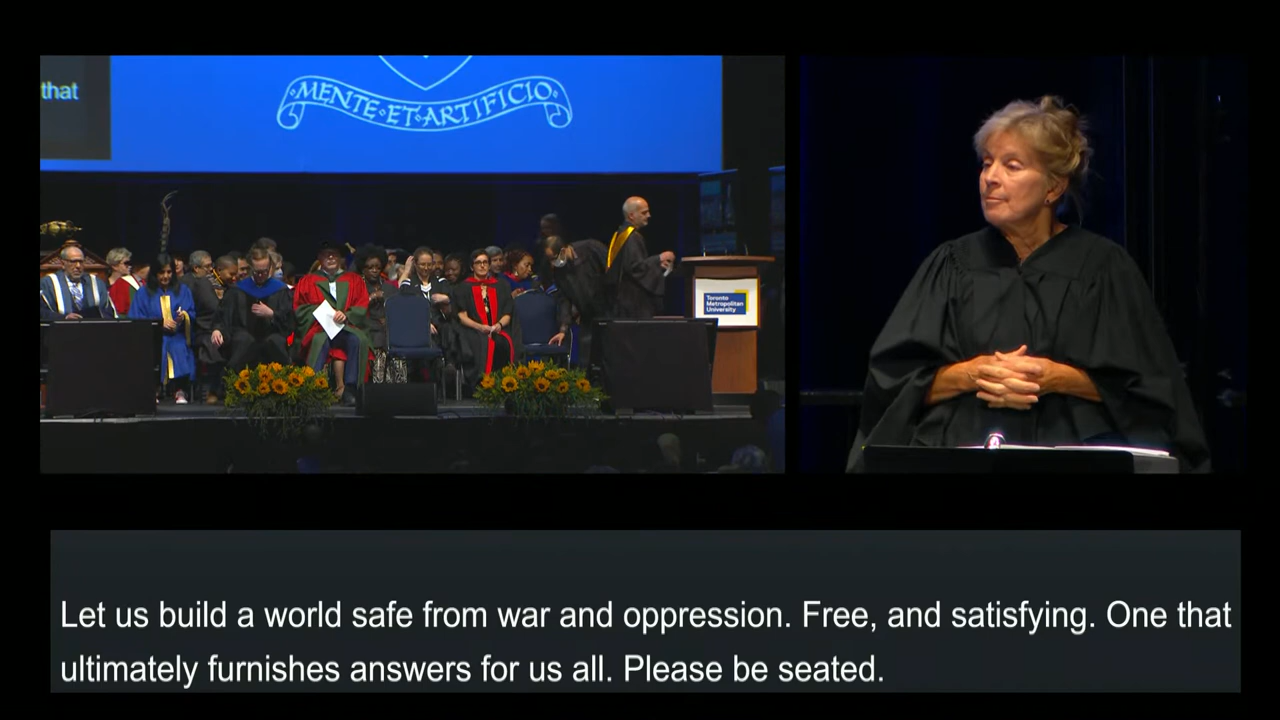 that
MENTE·ET·ARTIFICIO
Toronto
Metropolitan
University
Let us build a world safe from war and oppression. Free, and satisfying. One that
ultimately furnishes answers for us all. Please be seated.